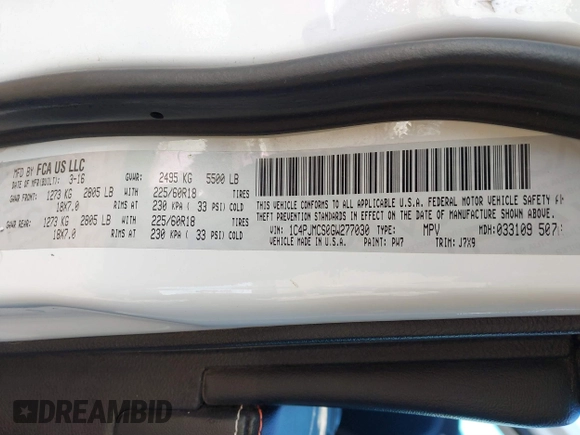 MFD BY FCA US LLC
DATE OF MFR(BUILT): 3-16 GVWR: 2495 KG 5500 LB
GAWR FRONT: 1273 KG 2805 LB WITH 225/60R18 TIRES
18X7.0 RIMS AT 230 KPA ( 33 PSI) COLD
GAWR REAR: 1273 KG 2805 LB WITH 225/60R18 TIRES
18X7.0 RIMS AT 230 KPA ( 33 PSI) COLD
THIS VEHICLE CONFORMS TO ALL APPLICABLE U.S.A. FEDERAL MOTOR VEHICLE SAFETY
THEFT PREVENTION STANDARDS IN EFFECT ON THE DATE OF MANUFACTURE SHOWN ABOVE.
VIN: 1C4PJMCS0GW277030 TYPE: MPV MDH: 033109 507
MADE IN U.S.A. PAINT: PW7 TRIM: J7X9
DREAMBID